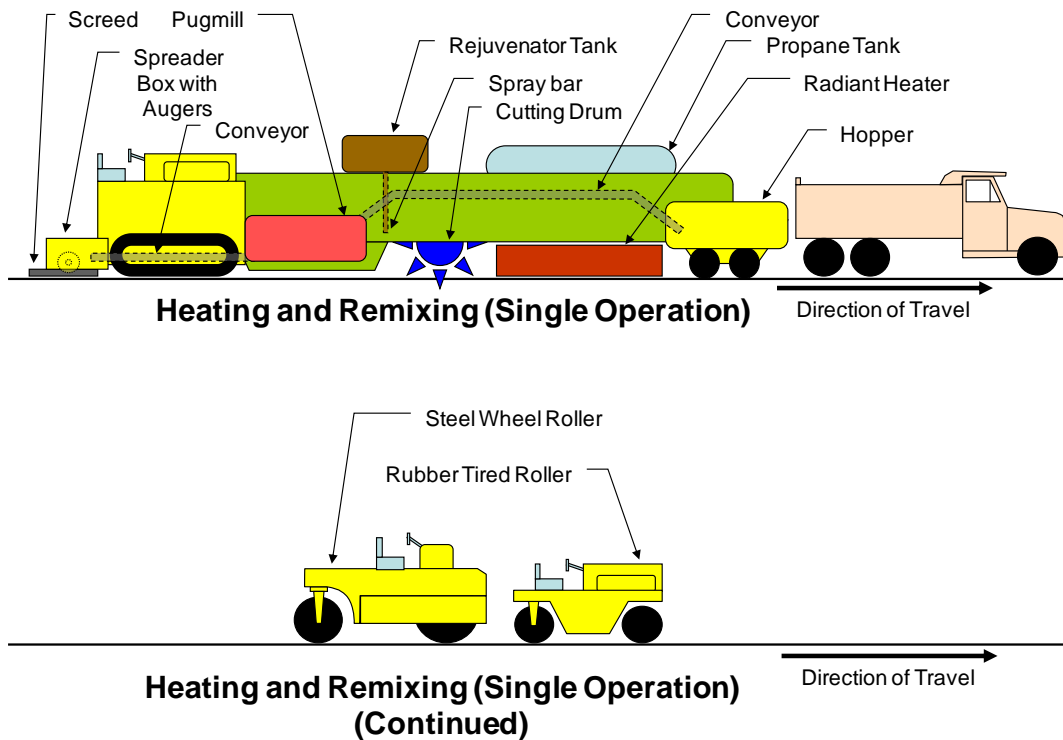 Screed
Pugmill
Conveyor
Rejuvenator Tank
Propane Tank
Spreader
Box with
Augers
Spray bar
Radiant Heater
Cutting Drum
Conveyor
Hopper
Heating and Remixing (Single Operation)
Direction of Travel
Steel Wheel Roller
Rubber Tired Roller
Direction of Travel
Heating and Remixing (Single Operation)
(Continued)